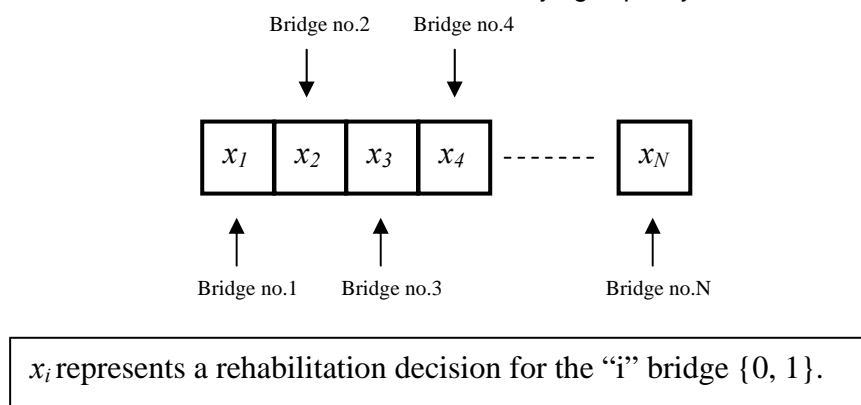 Bridge no.2 Bridge no.4
x1 x2 x3 x4 xN
Bridge no.1 Bridge no.3 Bridge no.N
xi represents a rehabilitation decision for the “i” bridge {0, 1}.